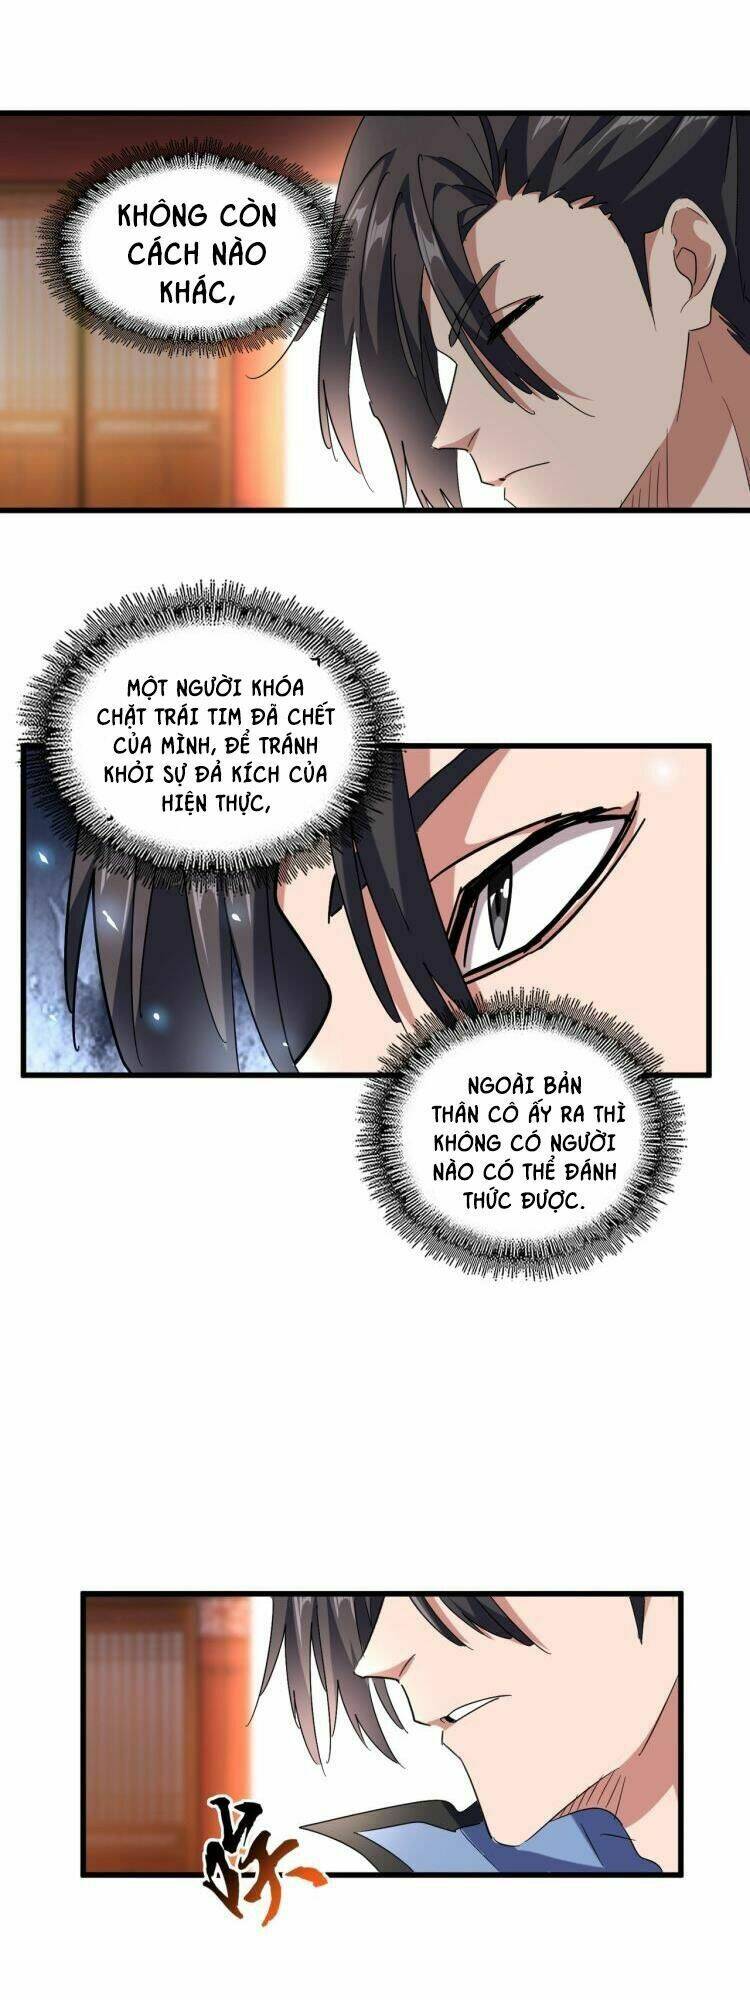 KHÔNG CÒN
CÁCH NÀO
KHÁC,
MỘT NGƯỜI KHÓA
CHẶT TRÁI TIM ĐÃ CHẾT
CỦA MÌNH, ĐỂ TRÁNH
KHỎI SỰ ĐẢ KÍCH CỦA
HIỆN THỰC,
NGOÀI BẢN
THÂN CÔ ẤY RA THÌ
KHÔNG CÓ NGƯỜI
NÀO CÓ THỂ ĐÁNH
THỨC ĐƯỢC.